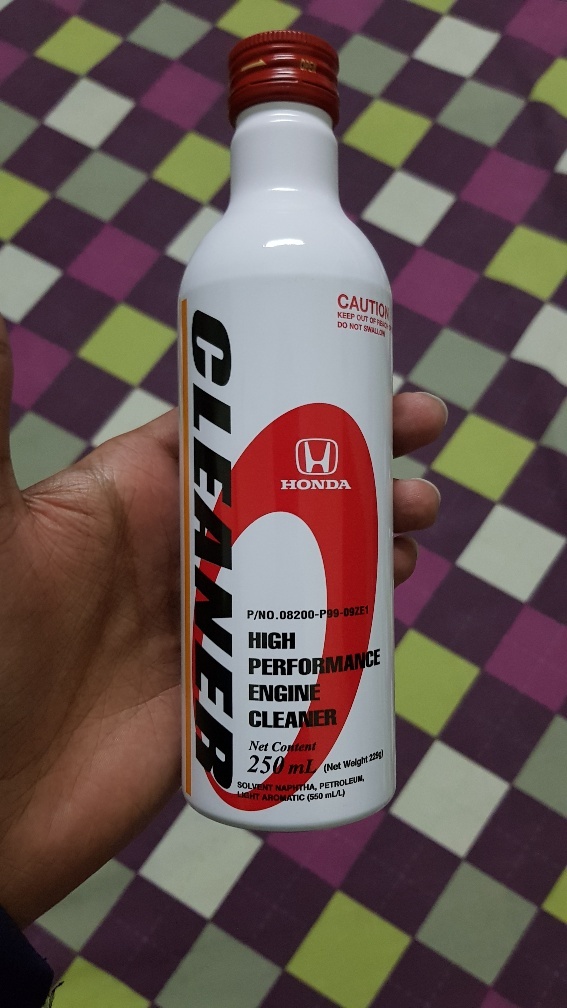 CAUTION
KEEP OUT OF REACH
DO NOT SWALLOW
CLEANER
HONDA
P/NO.08200-P99-09ZE1
HIGH
PERFORMANCE
ENGINE
CLEANER
Net Content
250 mL (Net Weight 229g)
SOLVENT NAPHTHA, PETROLEUM,
LIGHT AROMATIC (550 mL/L)